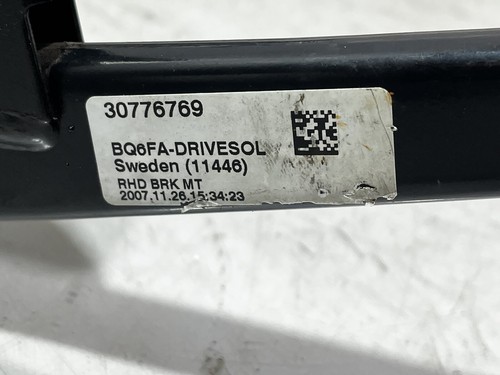 30776769
BQ6FA-DRIVESOL
Sweden (11446)
RHD BRK MT
2007.11.26.15:34:23